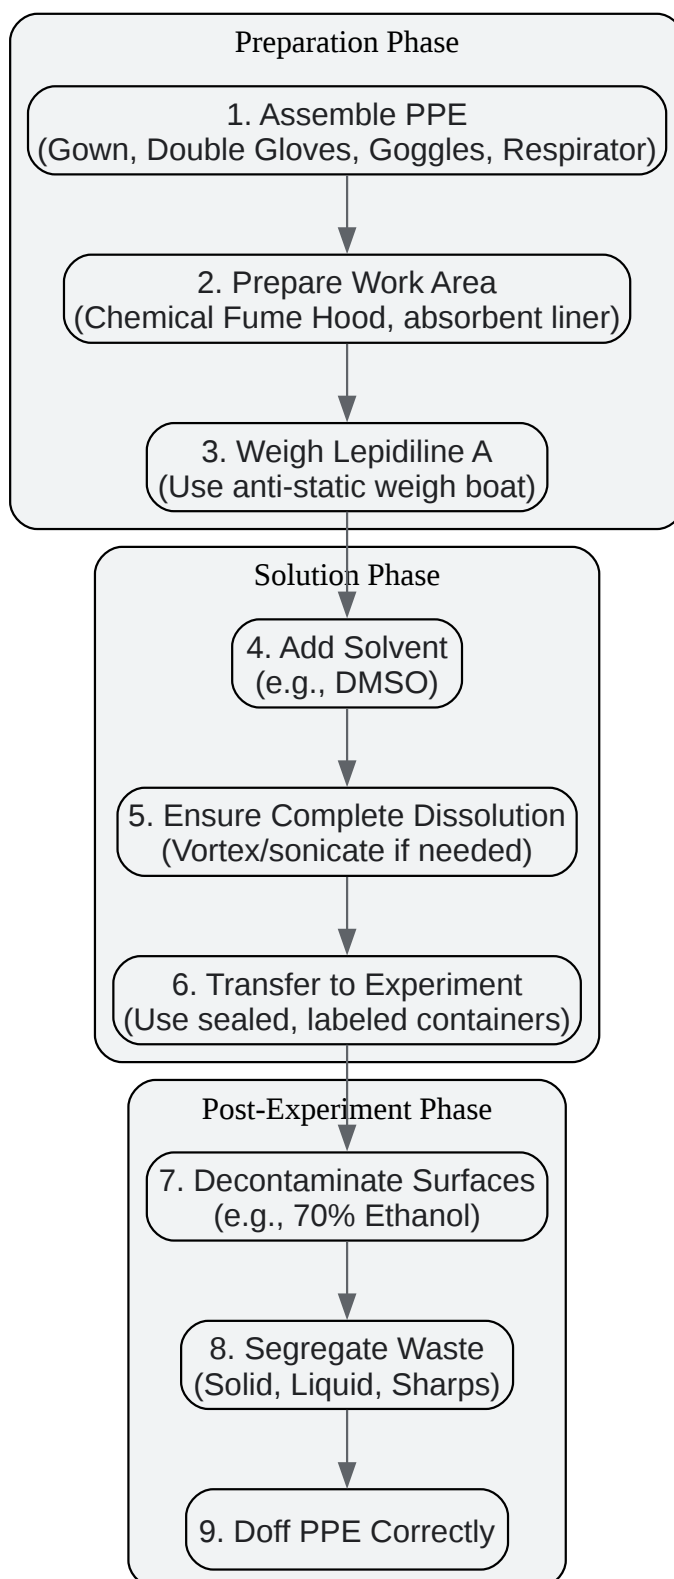 Preparation Phase
1. Assemble PPE
(Gown, Double Gloves, Goggles, Respirator)
2. Prepare Work Area
(Chemical Fume Hood, absorbent liner)
3. Weigh Lepidiline A
(Use anti-static weigh boat)
Solution Phase
4. Add Solvent
(e.g., DMSO)
5. Ensure Complete Dissolution
(Vortex/sonicate if needed)
6. Transfer to Experiment
(Use sealed, labeled containers)
Post-Experiment Phase
7. Decontaminate Surfaces
(e.g., 70% Ethanol)
8. Segregate Waste
(Solid, Liquid, Sharps)
9. Doff PPE Correctly